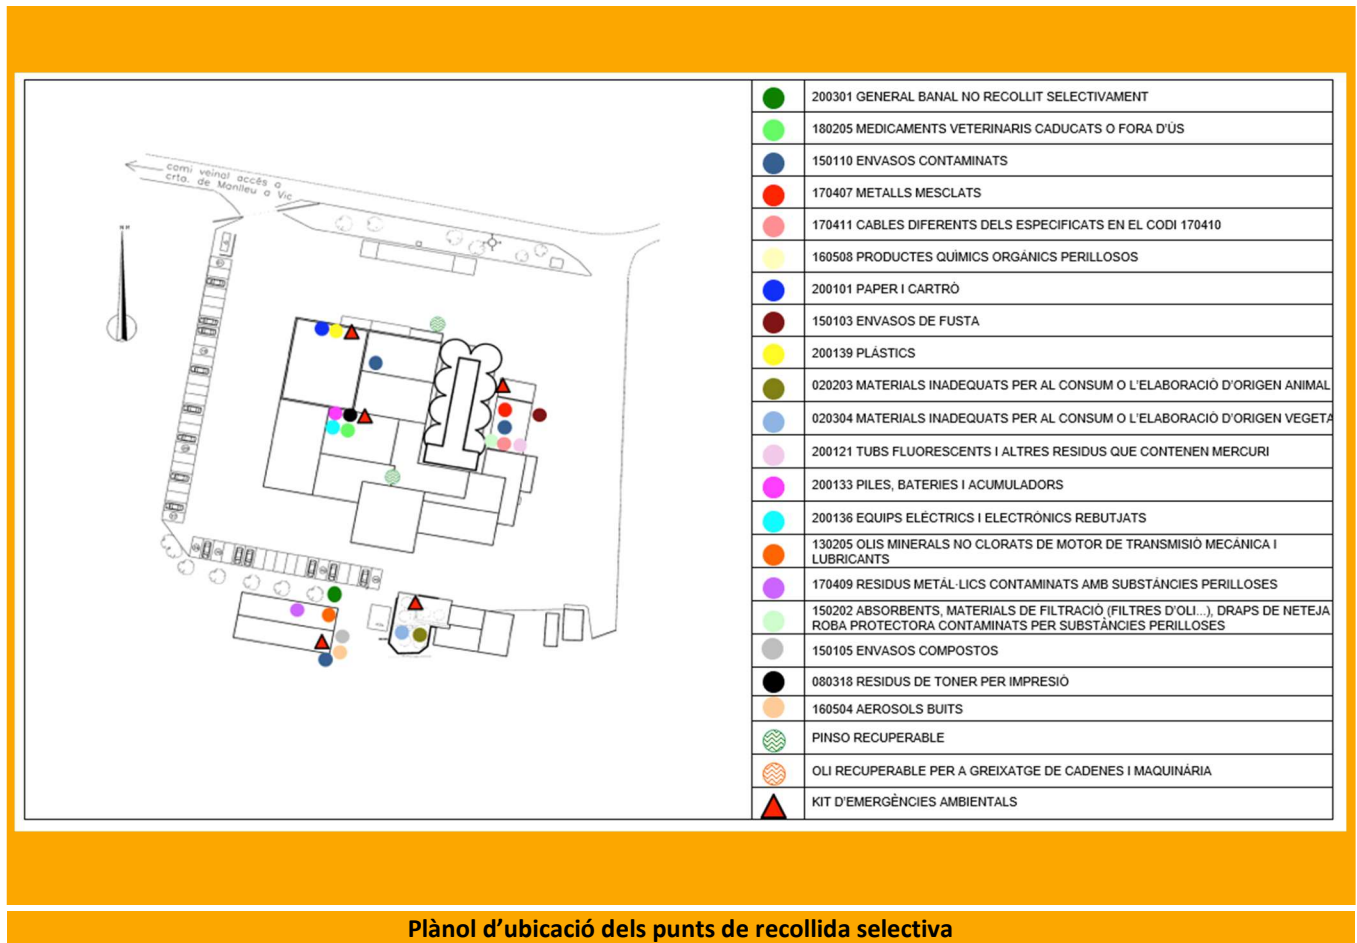 camí veïnal accés a
crta. de Manlleu a Vic
200301 GENERAL BANAL NO RECOLLIT SELECTIVAMENT
180205 MEDICAMENTS VETERINARIS CADUCATS O FORA D'ÚS
150110 ENVASOS CONTAMINATS
170407 METALLS MESCLATS
170411 CABLES DIFERENTS DELS ESPECIFICATS EN EL CODI 170410
160508 PRODUCTES QUÍMICS ORGÀNICS PERILLOSOS
200101 PAPER I CARTRÒ
150103 ENVASOS DE FUSTA
200139 PLÀSTICS
020203 MATERIALS INADEQUATS PER AL CONSUM O L'ELABORACIÓ D'ORIGEN ANIMAL
020304 MATERIALS INADEQUATS PER AL CONSUM O L'ELABORACIÓ D'ORIGEN VEGETA
200121 TUBS FLUORESCENTS I ALTRES RESIDUS QUE CONTENEN MERCURI
200133 PILES, BATERIES I ACUMULADORS
200136 EQUIPS ELÈCTRICS I ELECTRÒNICS REBUTJATS
130205 OLIS MINERALS NO CLORATS DE MOTOR DE TRANSMISIÓ MECÀNICA I
LUBRICANTS
170409 RESIDUS METÀL·LICS CONTAMINATS AMB SUBSTÀNCIES PERILLOSES
150202 ABSORBENTS, MATERIALS DE FILTRACIÓ (FILTRES D'OLI...), DRAPS DE NETEJA
ROBA PROTECTORA CONTAMINATS PER SUBSTÀNCIES PERILLOSES
150105 ENVASOS COMPOSTOS
080318 RESIDUS DE TONER PER IMPRESIÓ
160504 AEROSOLS BUITS
PINSO RECUPERABLE
OLI RECUPERABLE PER A GREIXATGE DE CADENES I MAQUINÀRIA
KIT D'EMERGÈNCIES AMBIENTALS
Plànol d'ubicació dels punts de recollida selectiva